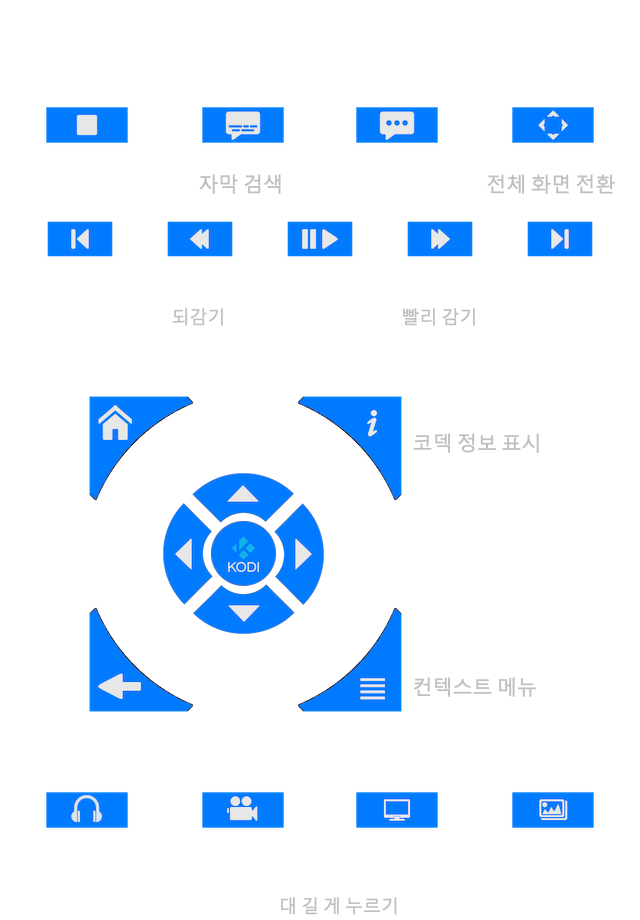 자막 검색
전체 화면 전환
되감기
빨리 감기
코덱 정보 표시
KODI
컨텍스트 메뉴
대 길 게 누르기